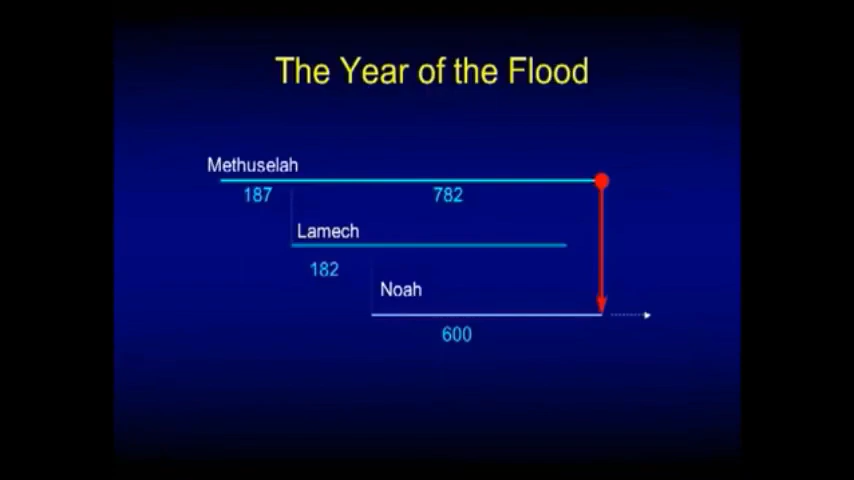 The Year of the Flood
Methuselah
187 782
Lamech
182
Noah
600